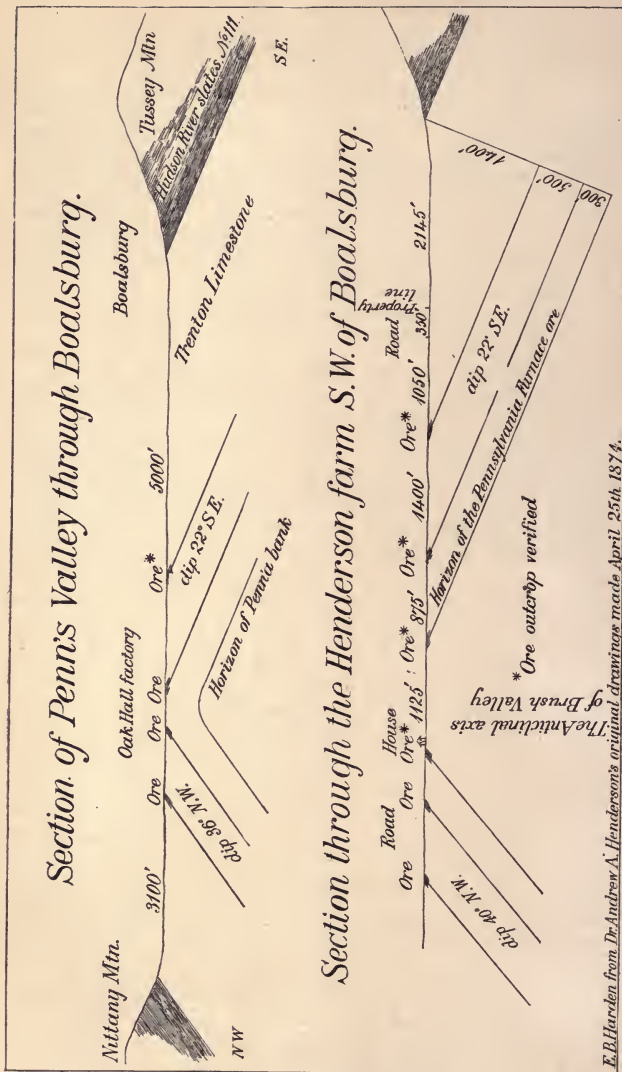 Section of Penn's Valley through Boalsburg.
Nittany Mtn.
3100'
Ore
Oak Hall factory
Ore Ore
Ore*
5000'
Boalsburg
Tussey Mtn
Hudson River slates. No III.
NW
dip 36° N.W.
Horizon of Penn'a bank
dip 22° SE.
Trenton Limestone
SE.
Section through the Henderson farm S.W. of Boalsburg.
Ore
Road
Ore
House
Ore*
1125'
Ore*
875'
Ore*
1400'
Ore*
1050'
Road
350'
Property
line
2145'
dip 40° N.W.
The Anticlinal axis
of Brush Valley
Horizon of the Pennsylvania Furnace ore
dip 22° SE.
1400'
500'
300'
*Ore outcrop verified
E.B. Harden from Dr. Andrew A. Henderson's original drawings made April 25th 1874.